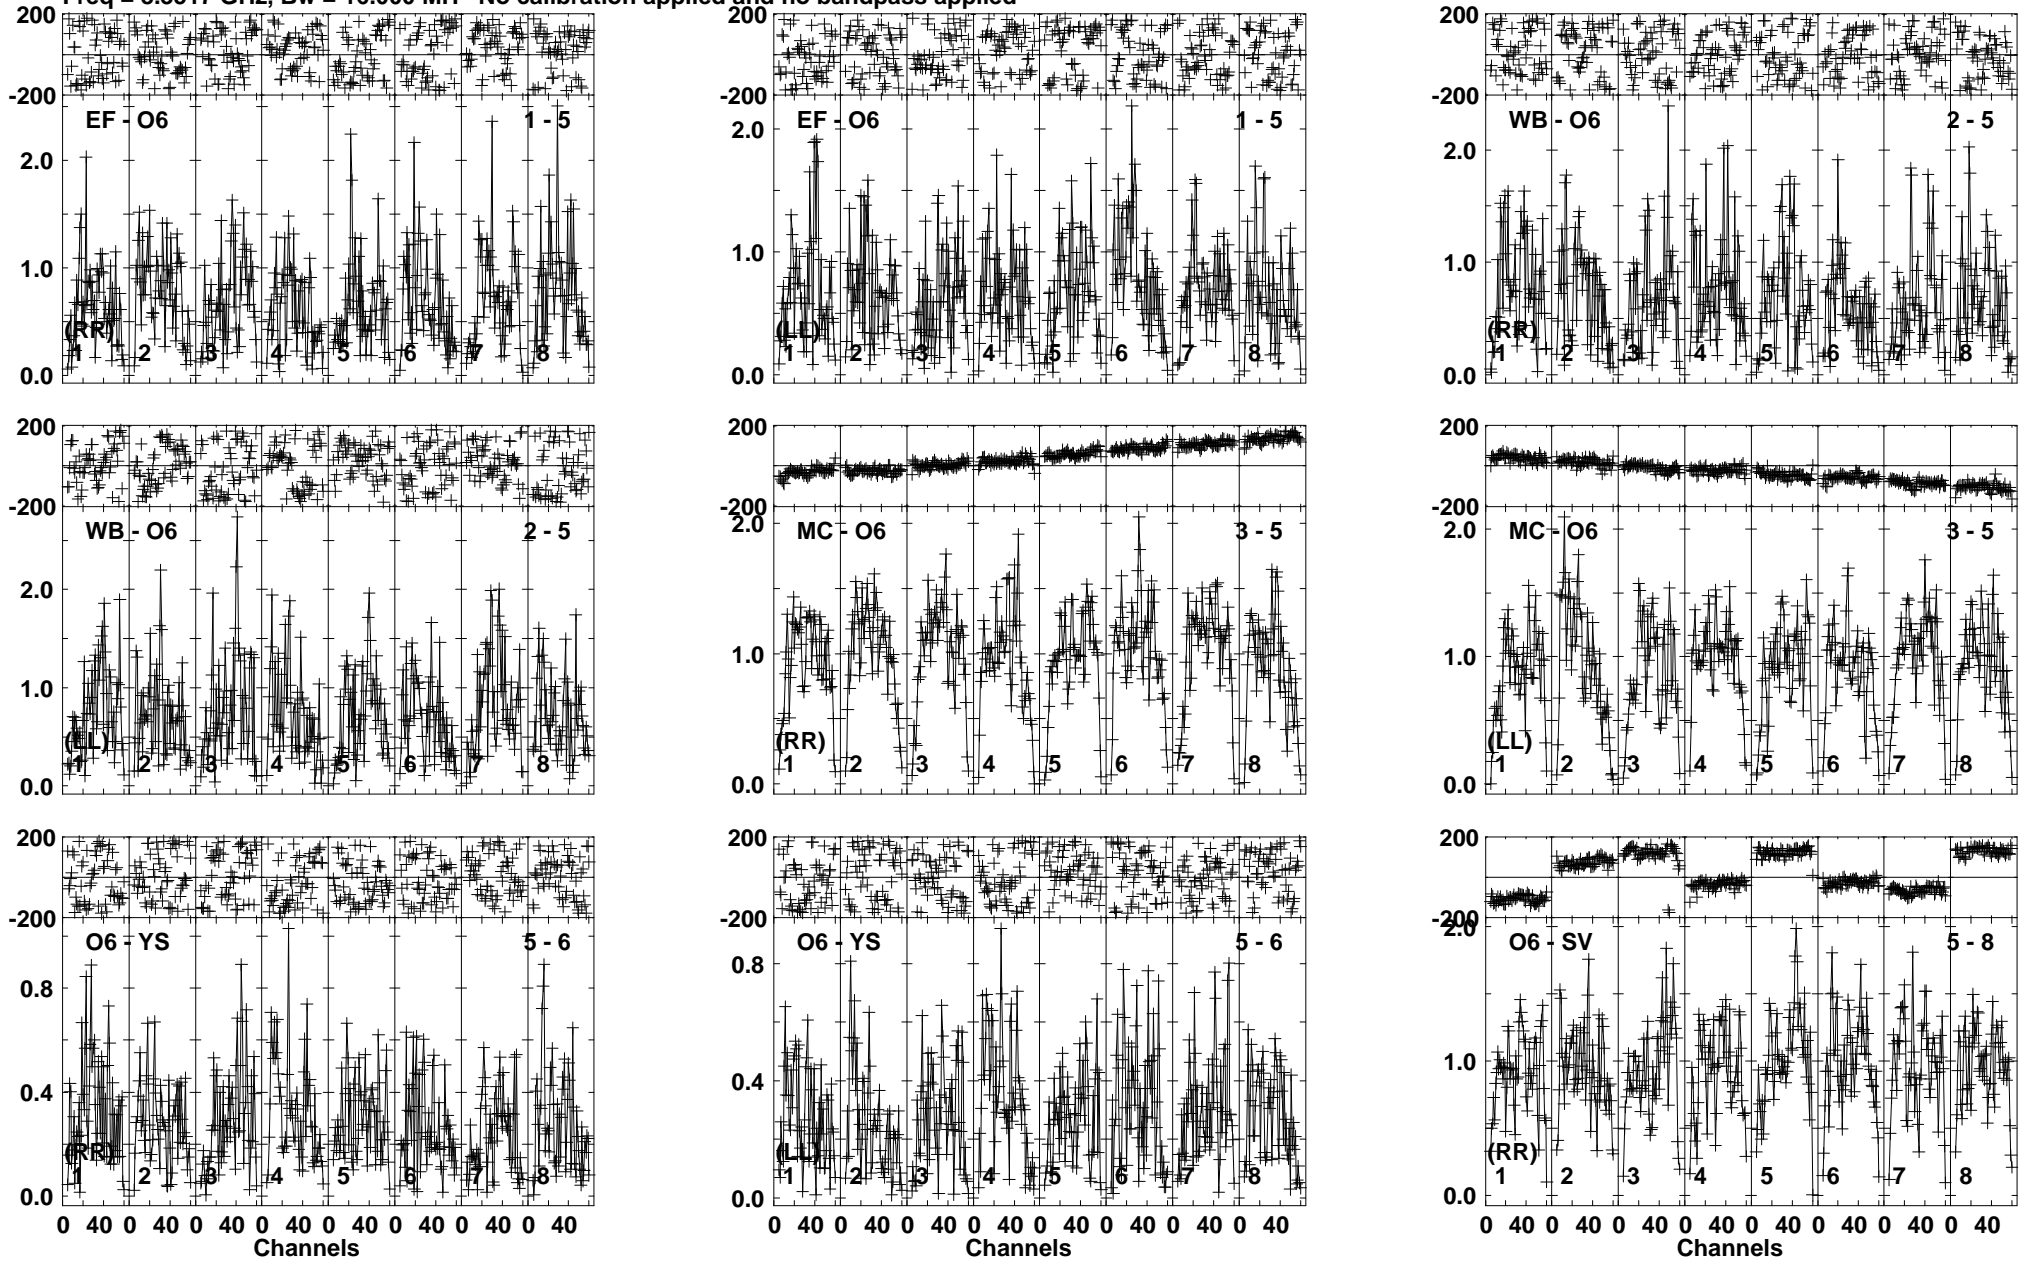 No calibration applied and no bandpass applied
200 200 200
-200 -200 -200
EF - O6 1 - 5 EF - O6 1 - 5 WB - O6 2 - 5
2.0 2.0 2.0
1.0 1.0 1.0
(RR) (LL) (RR)
1 2 3 4 5 6 7 8 1 2 3 4 5 6 7 8 1 2 3 4 5 6 7 8
0.0 0.0 0.0
200 200 200
-200 -200 -200
WB - O6 2 - 5 MC - O6 3 - 5 MC - O6 3 - 5
2.0 2.0 2.0
1.0 1.0 1.0
(LL) (RR) (LL)
1 2 3 4 5 6 7 8 1 2 3 4 5 6 7 8 1 2 3 4 5 6 7 8
0.0 0.0 0.0
200 200 200
-200 -200 -200
O6 - YS 5 - 6 O6 - YS 5 - 6 O6 - SV 5 - 8
0.8 0.8 2.0
0.4 0.4 1.0
(RR) (LL) (RR)
1 2 3 4 5 6 7 8 1 2 3 4 5 6 7 8 1 2 3 4 5 6 7 8
0.0 0.0 0.0
0 40 0 40 0 40 0 40 0 40 0 40 0 40 0 40 0 40 0 40 0 40 0 40 0 40 0 40 0 40 0 40 0 40 0 40 0 40 0 40 0 40 0 40 0 40 0 40
Channels Channels Channels